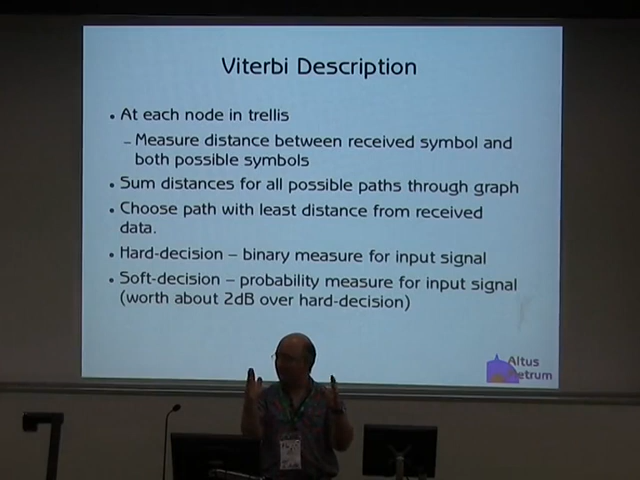 Viterbi Description
• At each node in trellis
– Measure distance between received symbol and
both possible symbols
• Sum distances for all possible paths through graph
• Choose path with least distance from received
data.
• Hard-decision – binary measure for input signal
• Soft-decision – probability measure for input signal
(worth about 2dB over hard-decision)
Altus
Metrum